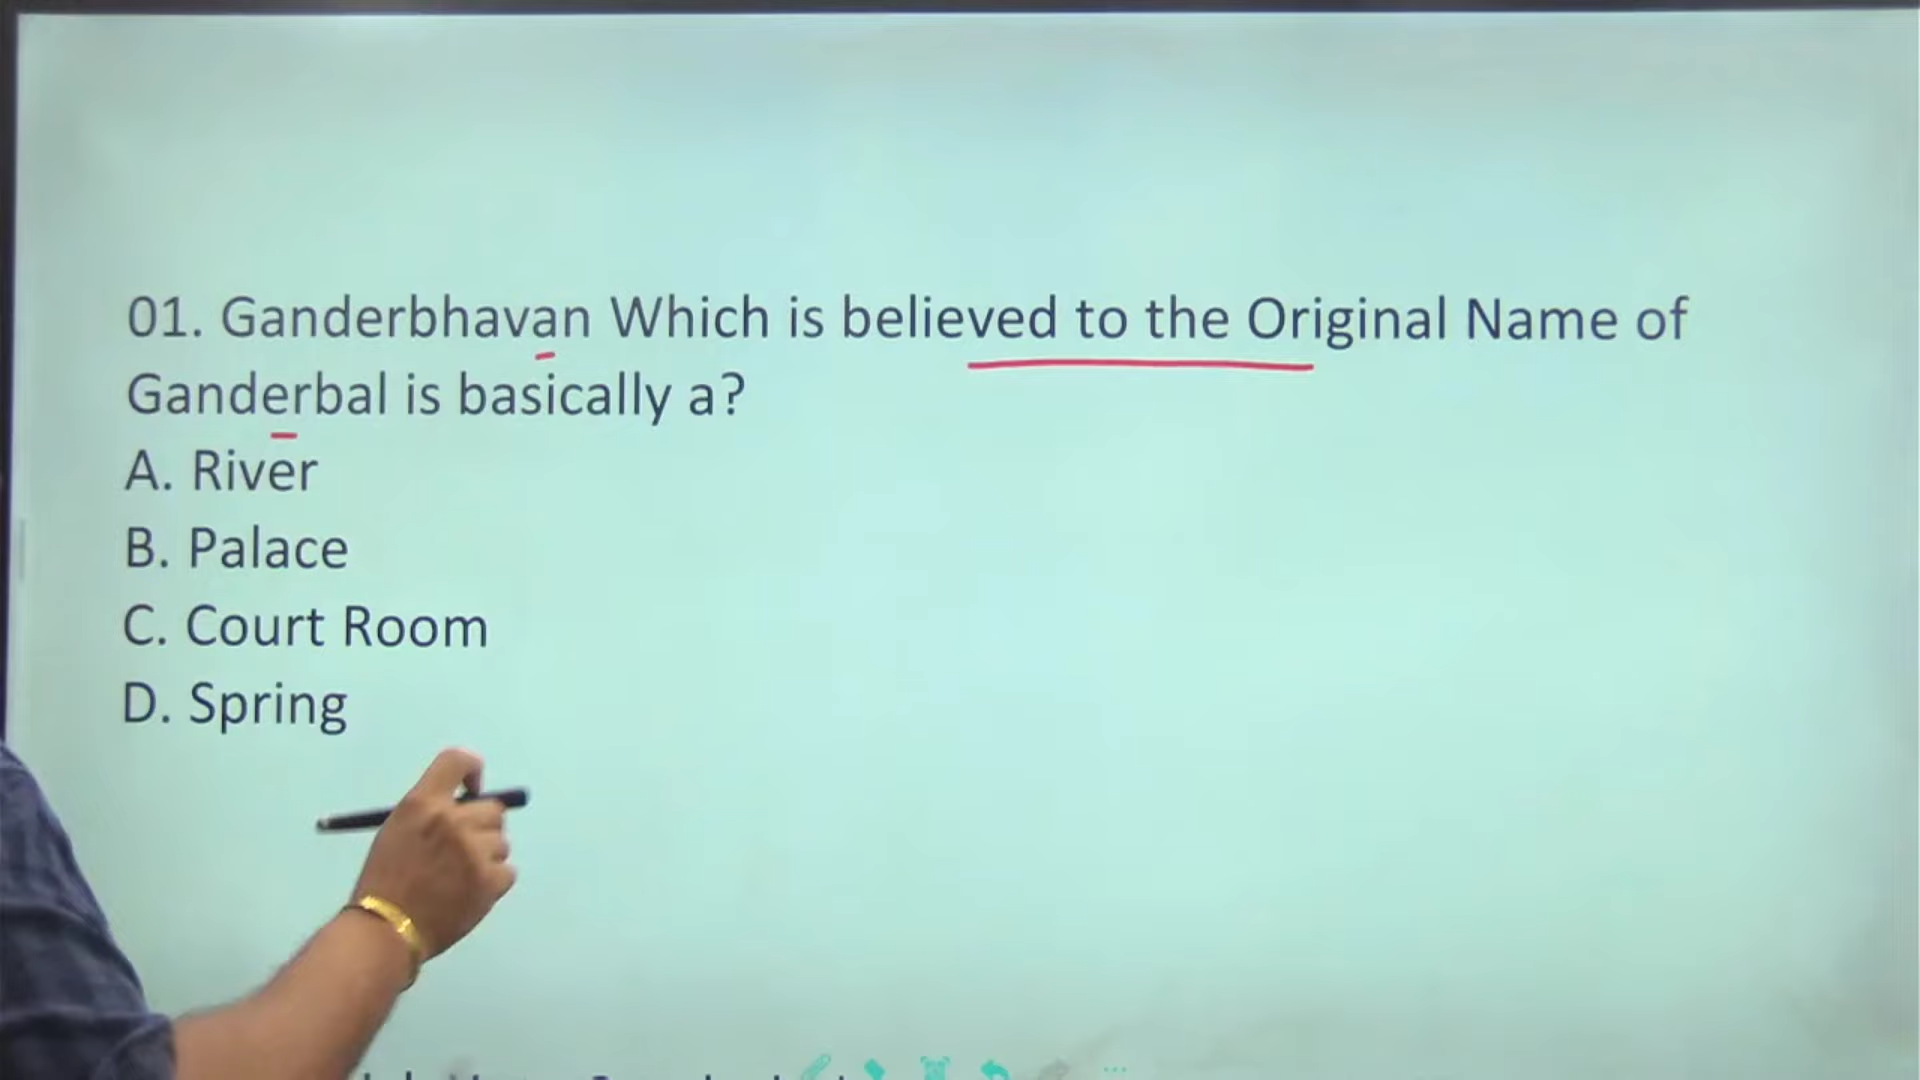 01. Ganderbhavan Which is believed to the Original Name of
Ganderbal is basically a?
A. River
B. Palace
C. Court Room
D. Spring